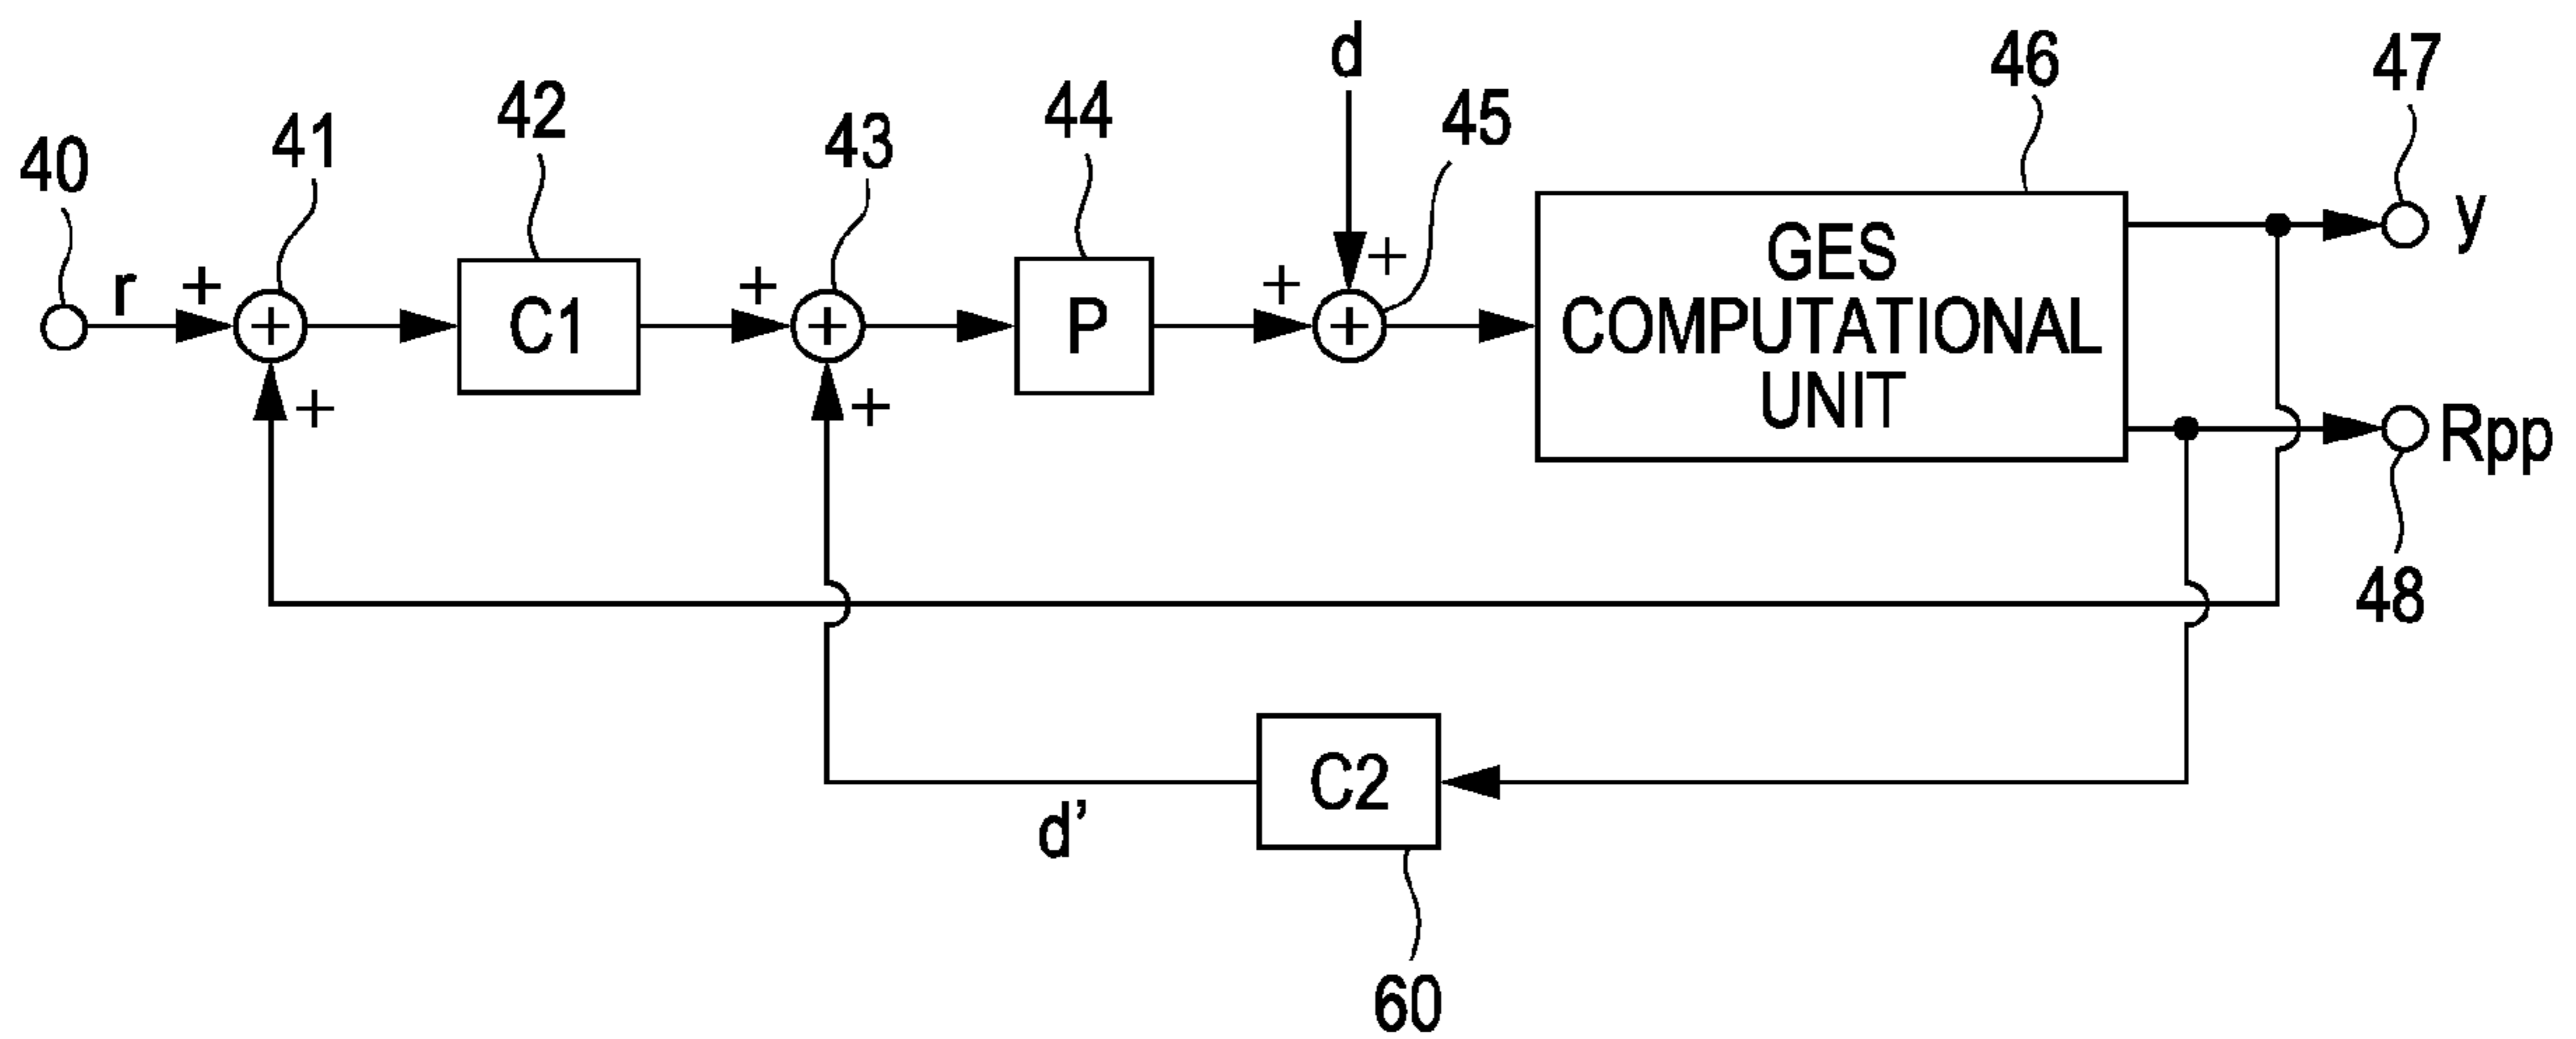 d
46
47
42
44
45
41
43
40
y
GES
r
+
+
+
+
+
C1
+
P
+
COMPUTATIONAL
UNIT
+
+
Rpp
48
C2
d’
60